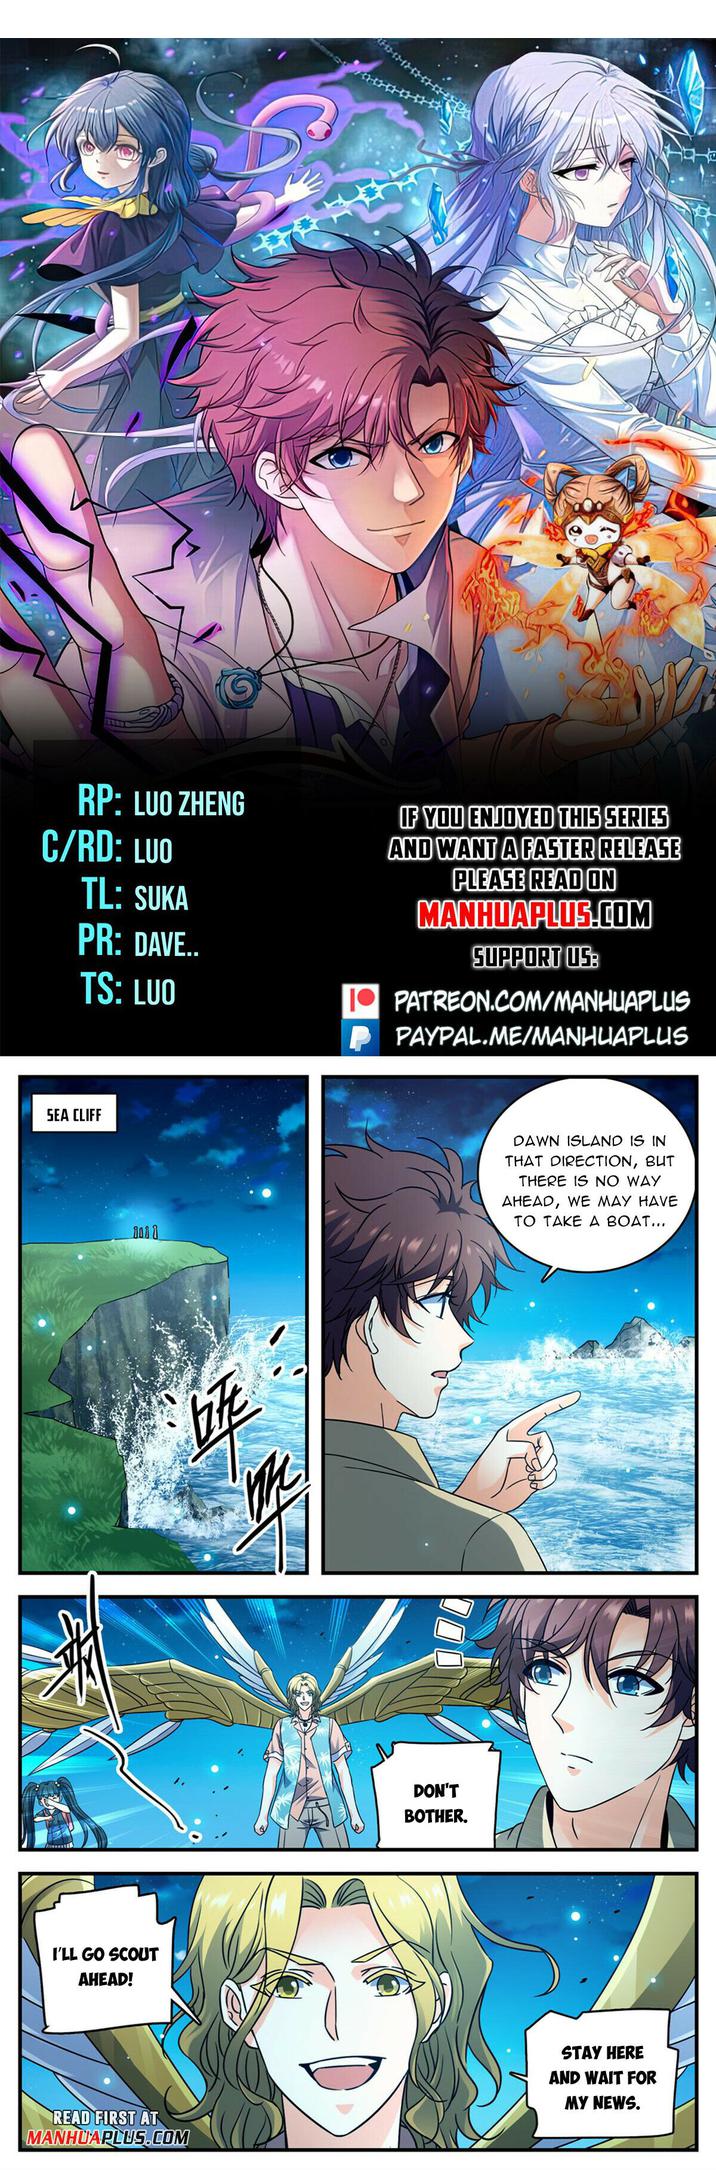 RP: LUO ZHENG
C/RD: LUO
TL: SUKA
PR: DAVE..
TS: LUO
IF YOU ENJOYED THIS SERIES
AND WANT A FASTER RELEASE
PLEASE READ ON
MANHUAPLUS.COM
SUPPORT US:
PATREON.COM/MANHUAPLUS
PAYPAL.ME/MANHUAPLUS
SEA CLIFF
DAWN ISLAND IS IN
THAT DIRECTION, BUT
THERE IS NO WAY
AHEAD, WE MAY HAVE
TO TAKE A BOAT...
DON'T
BOTHER.
I'LL GO SCOUT
AHEAD!
STAY HERE
AND WAIT FOR
MY NEWS.
READ FIRST AT
MANHUAPLUS.COM